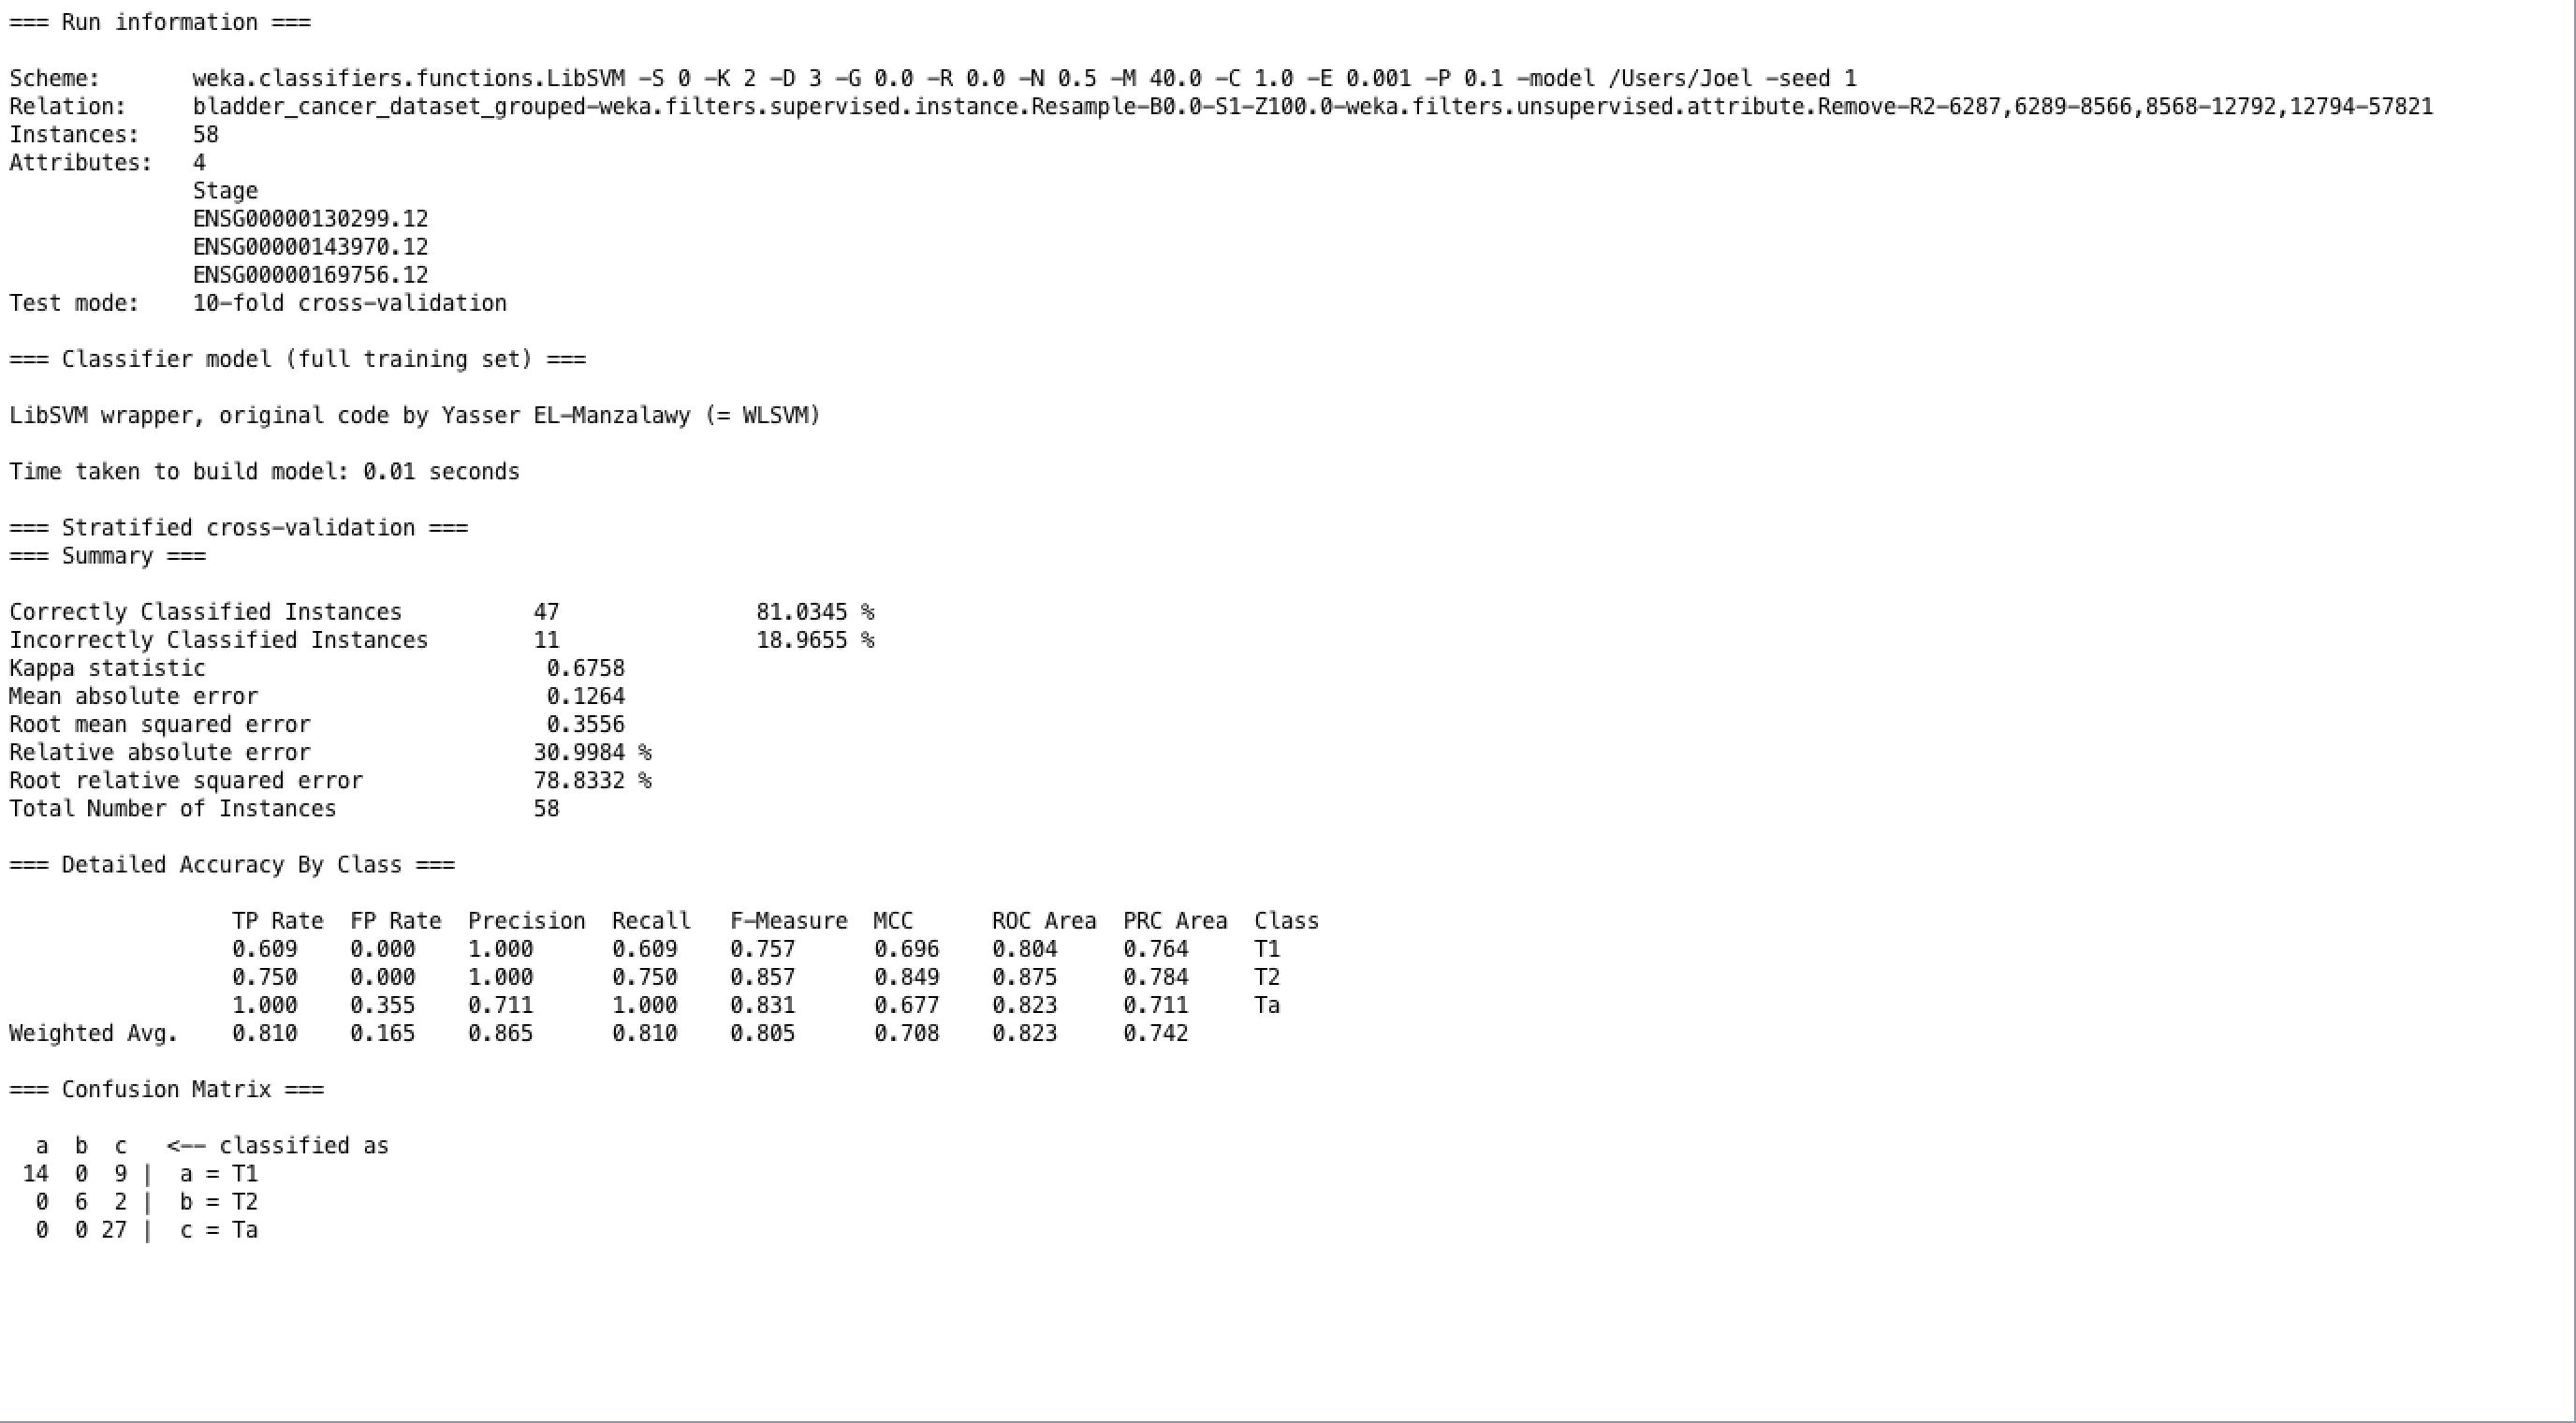 === Run information ===
Scheme: weka.classifiers.functions.LibSVM -S 0 -K 2 -D 3 -G 0.0 -R 0.0 -N 0.5 -M 40.0 -C 1.0 -E 0.001 -P 0.1 -model /Users/Joel -seed 1
Relation: bladder_cancer_dataset_grouped-weka.filters.supervised.instance.Resample-B0.0-S1-Z100.0-weka.filters.unsupervised.attribute.Remove-R2-6287,6289-8566,8568-12792,12794-57821
Instances: 58
Attributes: 4
Stage
ENSG00000130299.12
ENSG00000143970.12
ENSG00000169756.12
Test mode: 10-fold cross-validation
=== Classifier model (full training set) ===
LibSVM wrapper, original code by Yasser EL-Manzalawy (= WLSVM)
Time taken to build model: 0.01 seconds
=== Stratified cross-validation ===
=== Summary ===
Correctly Classified Instances 47 81.0345 %
Incorrectly Classified Instances 11 18.9655 %
Kappa statistic 0.6758
Mean absolute error 0.1264
Root mean squared error 0.3556
Relative absolute error 30.9984 %
Root relative squared error 78.8332 %
Total Number of Instances 58
=== Detailed Accuracy By Class ===
TP Rate FP Rate Precision Recall F-Measure MCC ROC Area PRC Area Class
0.609 0.000 1.000 0.609 0.757 0.696 0.804 0.764 T1
0.750 0.000 1.000 0.750 0.857 0.849 0.875 0.784 T2
1.000 0.355 0.711 1.000 0.831 0.677 0.823 0.711 Ta
Weighted Avg. 0.810 0.165 0.865 0.810 0.805 0.708 0.823 0.742
=== Confusion Matrix ===
a b c <-- classified as
14 0 9 | a = T1
0 6 2 | b = T2
0 0 27 | c = Ta